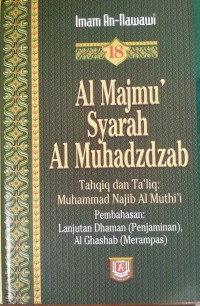 Imam An-Nawawi
18
Al Majmu'
Syarah
Al Muhadzdzab
Tahqiq dan Ta'liq:
Muhammad Najib Al Muthi'i
Pembahasan:
Lanjutan Dhaman (Penjaminan),
Al Ghashab (Merampas)